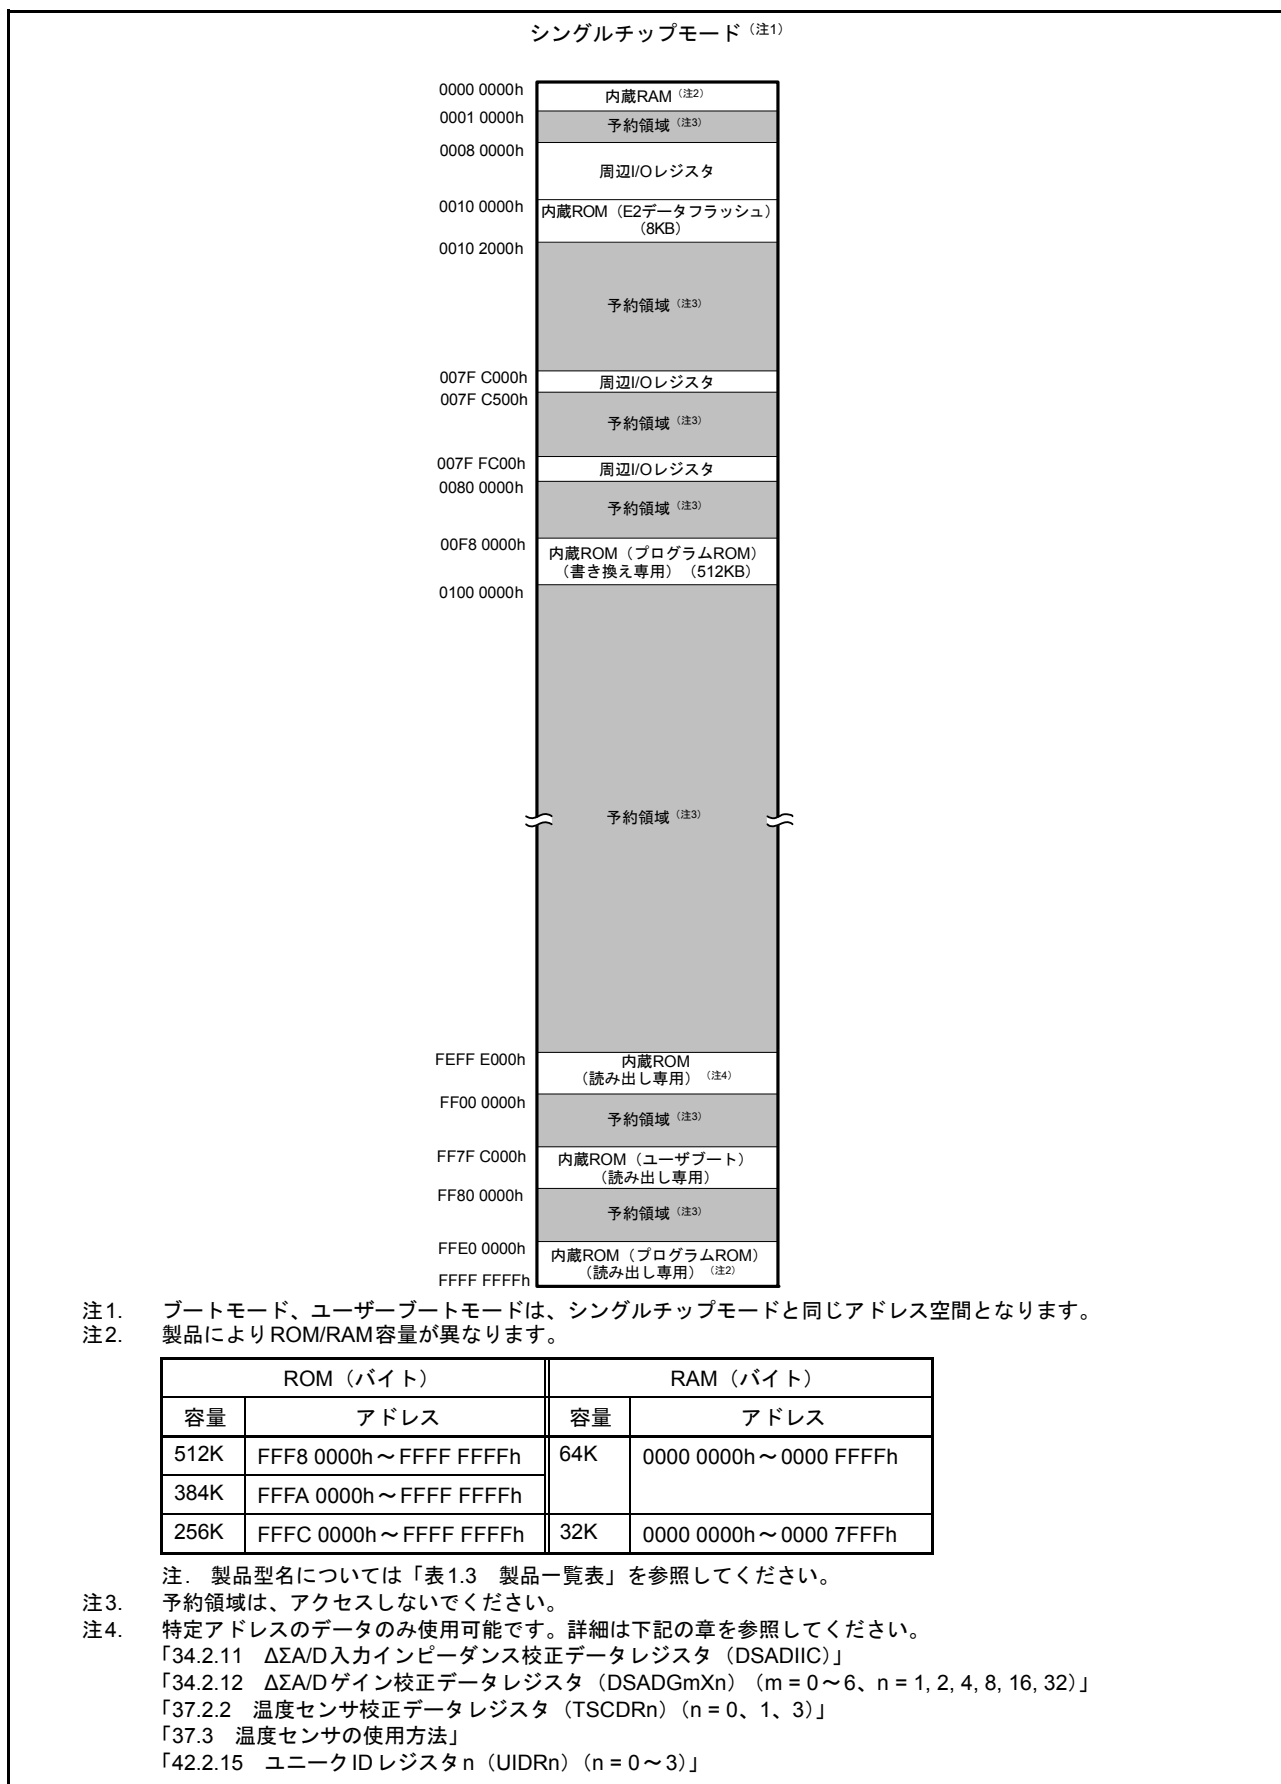 シングルチップモード（注1）
0000 0000h
内蔵RAM（注2）
0001 0000h
予約領域（注3）
0008 0000h
周辺I/Oレジスタ
0010 0000h
内蔵ROM（E2データフラッシュ）
（8KB）
0010 2000h
予約領域（注3）
007F C000h
周辺I/Oレジスタ
007F C500h
予約領域（注3）
007F FC00h
周辺I/Oレジスタ
0080 0000h
予約領域（注3）
00F8 0000h
内蔵ROM（プログラムROM）
（書き換え専用）（512KB）
0100 0000h
予約領域（注3）
FEFF E000h
内蔵ROM
（読み出し専用）（注4）
FF00 0000h
予約領域（注3）
FF7F C000h
内蔵ROM（ユーザブート）
（読み出し専用）
FF80 0000h
予約領域（注3）
FFE0 0000h
内蔵ROM（プログラムROM）
（読み出し専用）（注2）
FFFF FFFFh
注1. ブートモード、ユーザーブートモードは、シングルチップモードと同じアドレス空間となります。
注2. 製品によりROM/RAM容量が異なります。
ROM（バイト） RAM（バイト）
容量 アドレス 容量 アドレス
512K FFF8 0000h～FFFF FFFFh 64K 0000 0000h～0000 FFFFh
384K FFFA 0000h～FFFF FFFFh
256K FFFC 0000h～FFFF FFFFh 32K 0000 0000h～0000 7FFFh
注. 製品型名については「表1.3 製品一覧表」を参照してください。
注3. 予約領域は、アクセスしないでください。
注4. 特定アドレスのデータのみ使用可能です。詳細は下記の章を参照してください。
「34.2.11 ΔΣA/D入力インピーダンス校正データレジスタ（DSADIIC）」
「34.2.12 ΔΣA/Dゲイン校正データレジスタ（DSADGmXn）（m = 0～6、n = 1, 2, 4, 8, 16, 32）」
「37.2.2 温度センサ校正データレジスタ（TSCDRn）（n = 0、1、3）」
「37.3 温度センサの使用方法」
「42.2.15 ユニークIDレジスタn（UIDRn）（n = 0～3）」